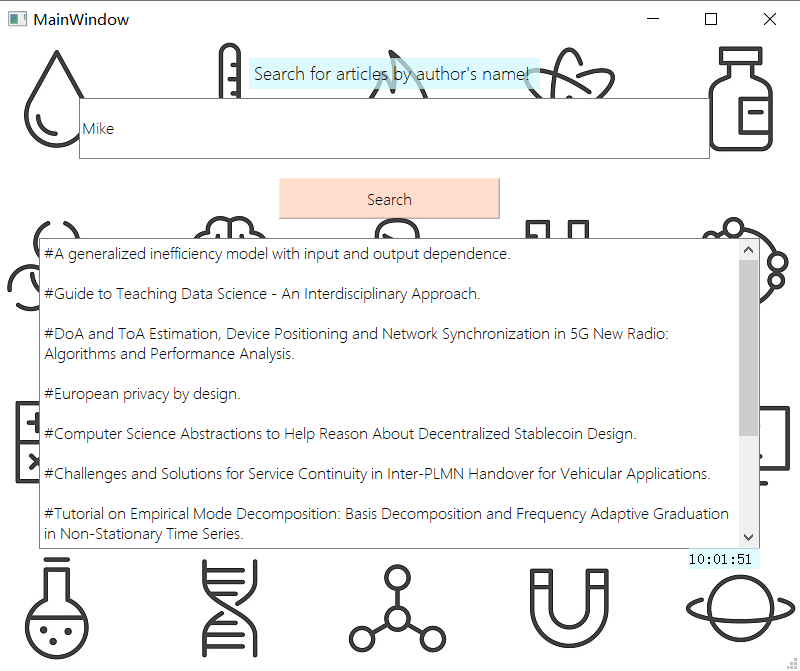 MainWindow
Search for articles by author's name!
Mike
Search
#A generalized inefficiency model with input and output dependence.
#Guide to Teaching Data Science - An Interdisciplinary Approach.
#DoA and ToA Estimation, Device Positioning and Network Synchronization in 5G New Radio:
Algorithms and Performance Analysis.
#European privacy by design.
#Computer Science Abstractions to Help Reason About Decentralized Stablecoin Design.
#Challenges and Solutions for Service Continuity in Inter-PLMN Handover for Vehicular Applications.
#Tutorial on Empirical Mode Decomposition: Basis Decomposition and Frequency Adaptive Graduation
in Non-Stationary Time Series.
10:01:51